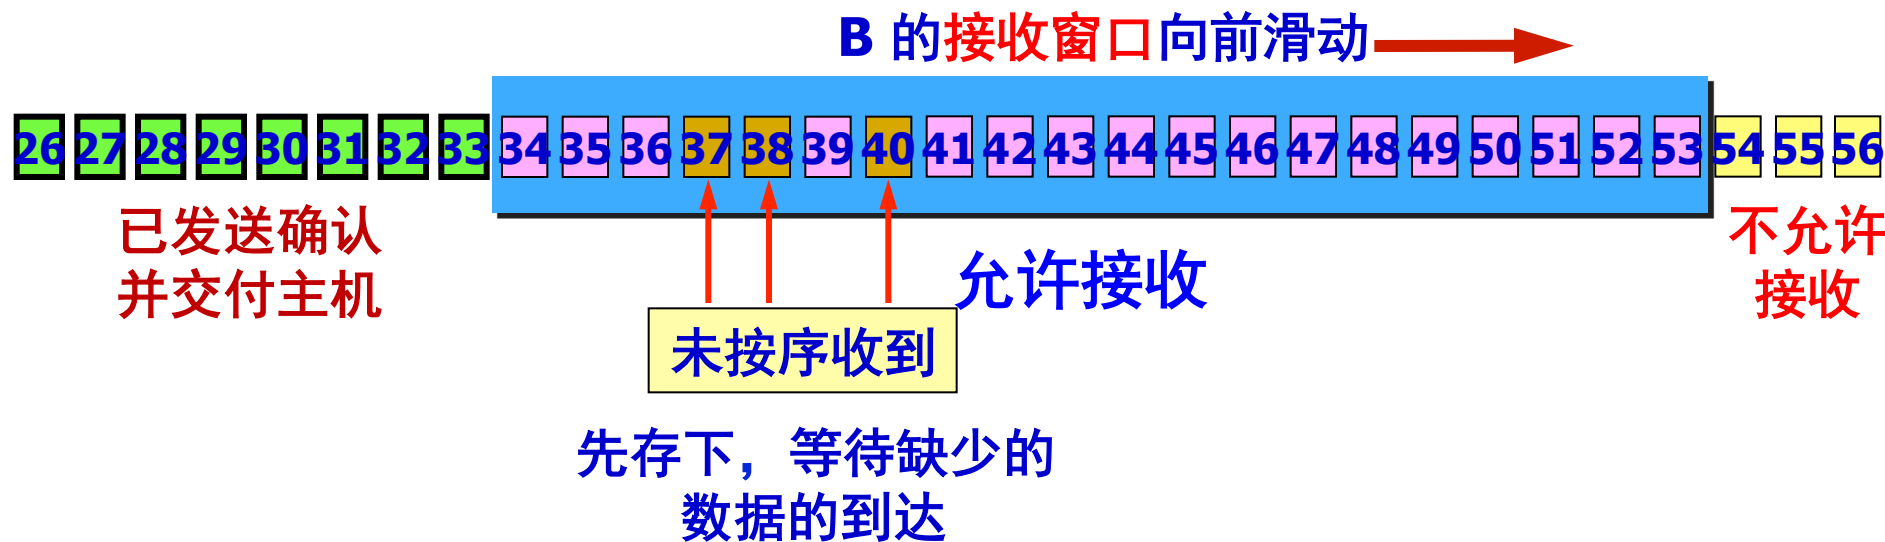 B 的接收窗口向前滑动
26 27 28 29 30 31 32 33 34 35 36 37 38 39 40 41 42 43 44 45 46 47 48 49 50 51 52 53 54 55 56
已发送确认
并交付主机
允许接收
不允许
接收
未按序收到
先存下，等待缺少的
数据的到达